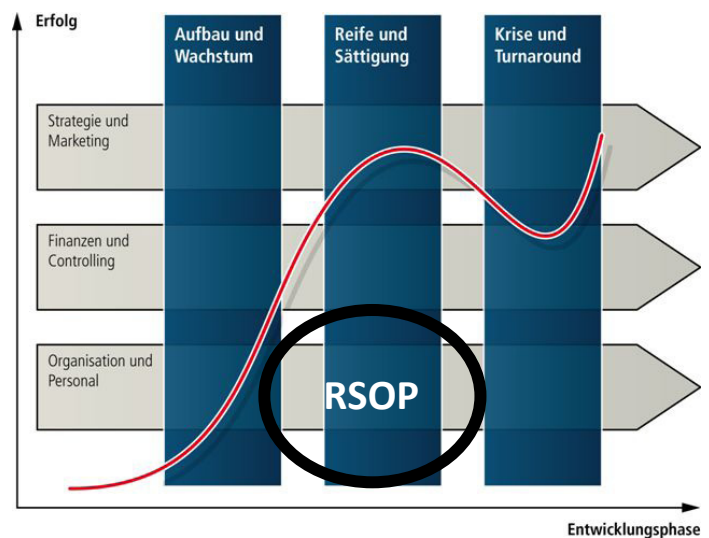 Erfolg
Aufbau und
Wachstum
Reife und
Sättigung
Krise und
Turnaround
Strategie und
Marketing
Finanzen und
Controlling
Organisation und
Personal
RSOP
Entwicklungsphase